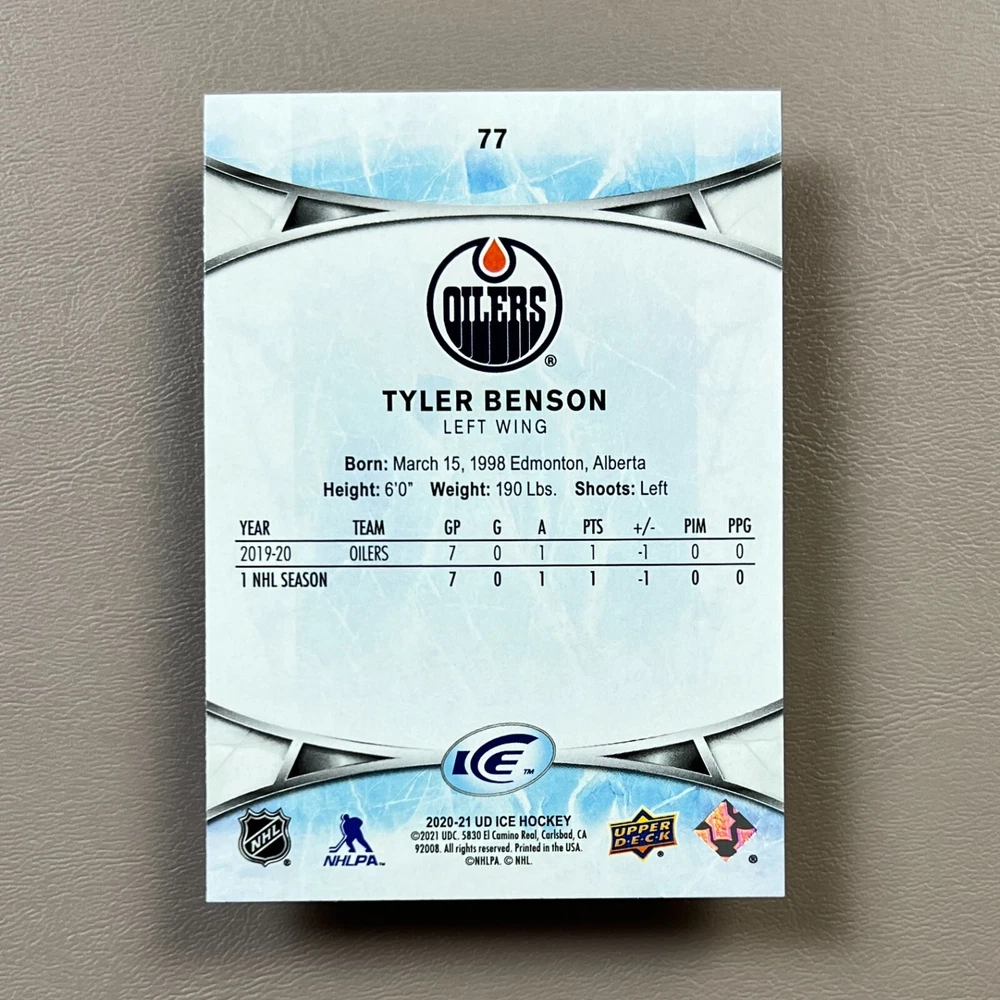 77
OILERS
®
TYLER BENSON
LEFT WING
Born: March 15, 1998 Edmonton, Alberta
Height: 6'0" Weight: 190 Lbs. Shoots: Left
YEAR TEAM GP G A PTS +/- PIM PPG
2019-20 OILERS 7 0 1 1 -1 0 0
1 NHL SEASON 7 0 1 1 -1 0 0
ICE ™
NHL ®
NHLPA™
2020-21 UD ICE HOCKEY
©2021 UDC. 5830 El Camino Real, Carlsbad, CA
92008. All rights reserved. Printed in the USA.
©NHLPA. © NHL.
UPPER
D·E·C·K ®
®